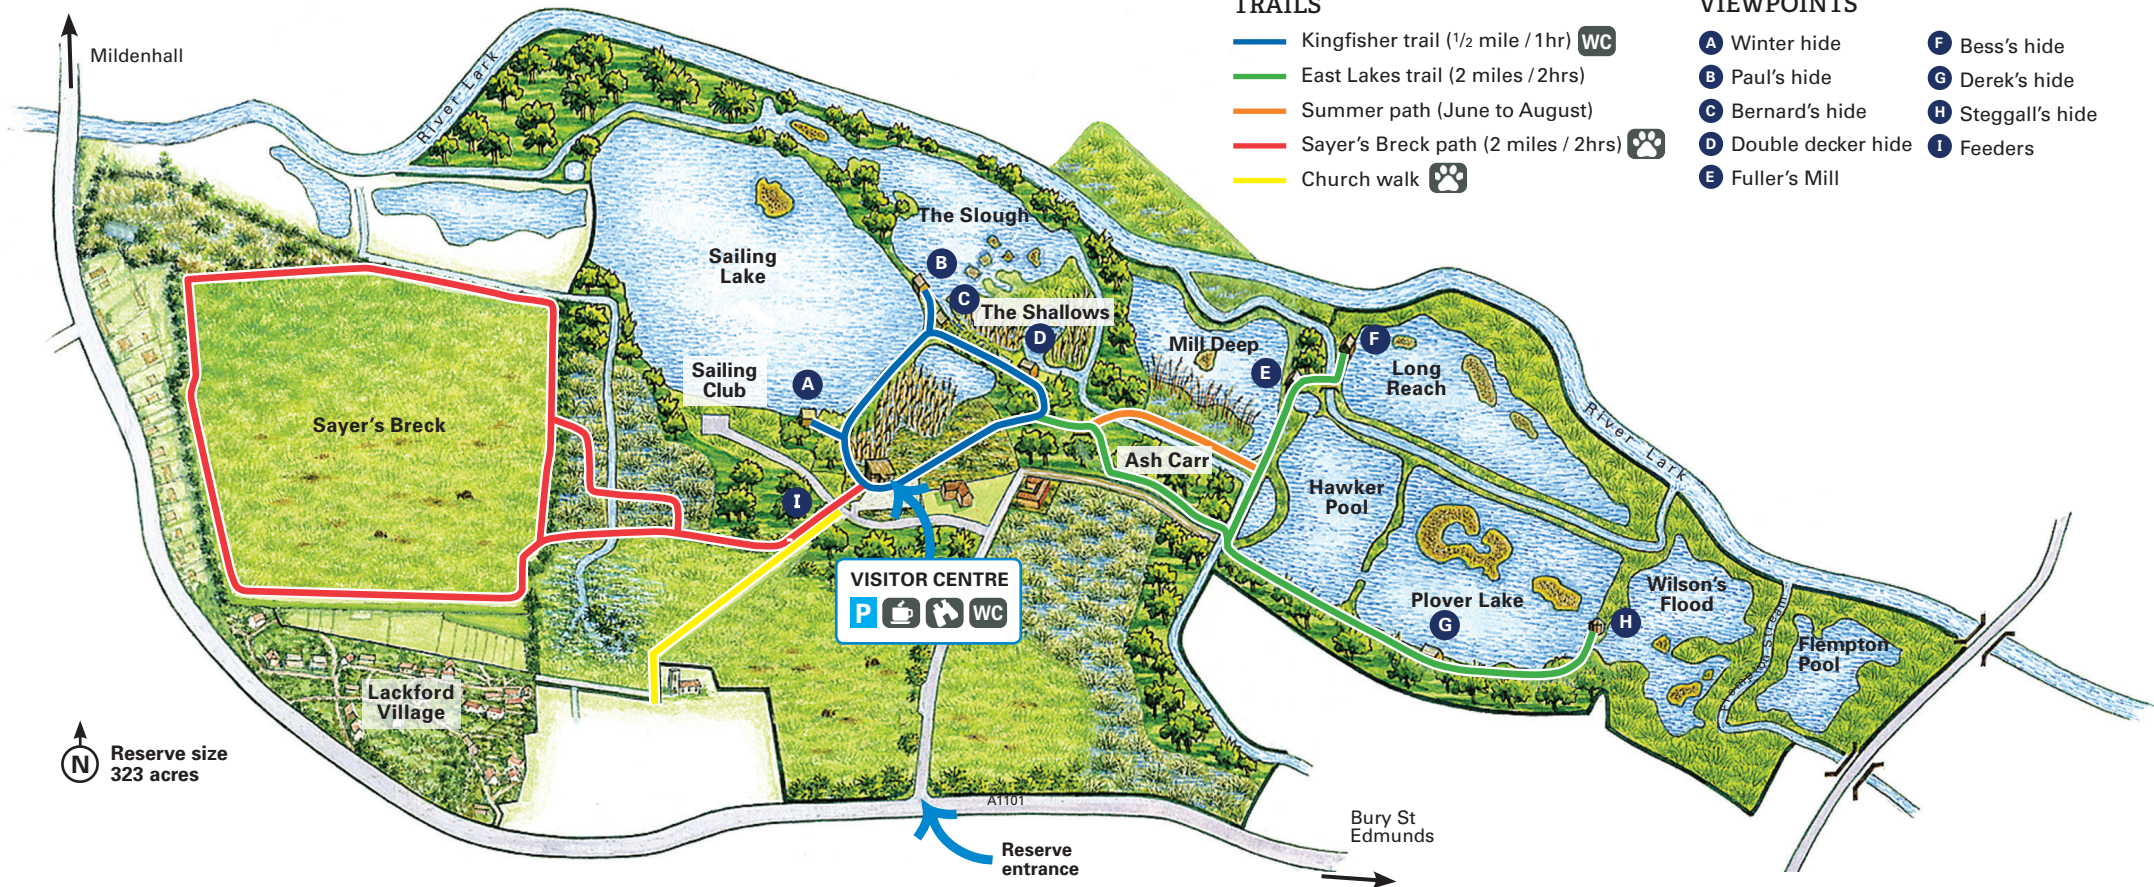 TRAILS
Kingfisher trail (1/2 mile / 1hr) WC
East Lakes trail (2 miles / 2hrs)
Summer path (June to August)
Sayer's Breck path (2 miles / 2hrs)
Church walk
VIEWPOINTS
A Winter hide
B Paul's hide
C Bernard's hide
D Double decker hide
E Fuller's Mill
F Bess's hide
G Derek's hide
H Steggall's hide
I Feeders
Mildenhall
River Lark
The Slough
Sailing
Lake
B
C
The Shallows
D
Mill Deep
E
F
Long
Reach
Sailing
Club
A
River Lark
Sayer's Breck
Ash Carr
Hawker
Pool
I
VISITOR CENTRE
P WC
Plover Lake
G
H
Wilson's
Flood
Flempton Stream
Flempton
Pool
Lackford
Village
N
Reserve size
323 acres
A1101
Reserve
entrance
Bury St
Edmunds